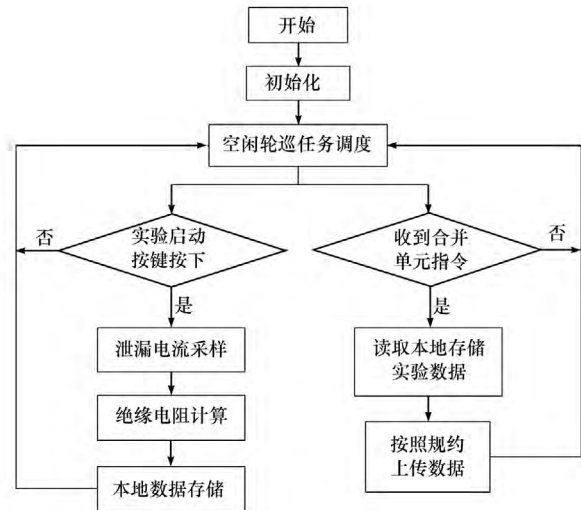 开始
初始化
空闲轮巡任务调度
否
实验启动
按键按下
是
泄漏电流采样
绝缘电阻计算
本地数据存储
收到合并
单元指令
否
是
读取本地存储
实验数据
按照规约
上传数据